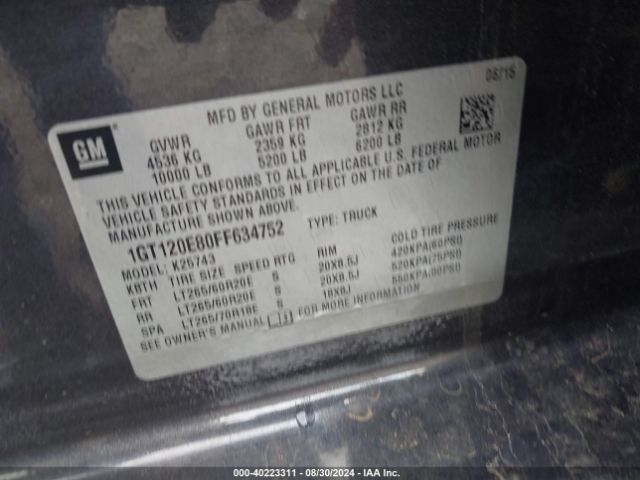 MFD BY GENERAL MOTORS LLC 06/15
GM
GVWR GAWR FRT GAWR RR
4536 KG 2359 KG 2812 KG
10000 LB 5200 LB 6200 LB
THIS VEHICLE CONFORMS TO ALL APPLICABLE U.S. FEDERAL MOTOR
VEHICLE SAFETY STANDARDS IN EFFECT ON THE DATE OF
MANUFACTURE SHOWN ABOVE.
1GT120E80FF634752 TYPE: TRUCK
MODEL: K25743
K6TH TIRE SIZE SPEED RTG RIM COLD TIRE PRESSURE
FRT LT265/60R20E S 20X8.5J 420KPA(60PSI)
RR LT265/60R20E S 20X8.5J 520KPA(75PSI)
SPA LT265/70R18E S 18X8J 550KPA(80PSI)
SEE OWNER'S MANUAL FOR MORE INFORMATION
000-40223311 - 08/30/2024 - IAA Inc.